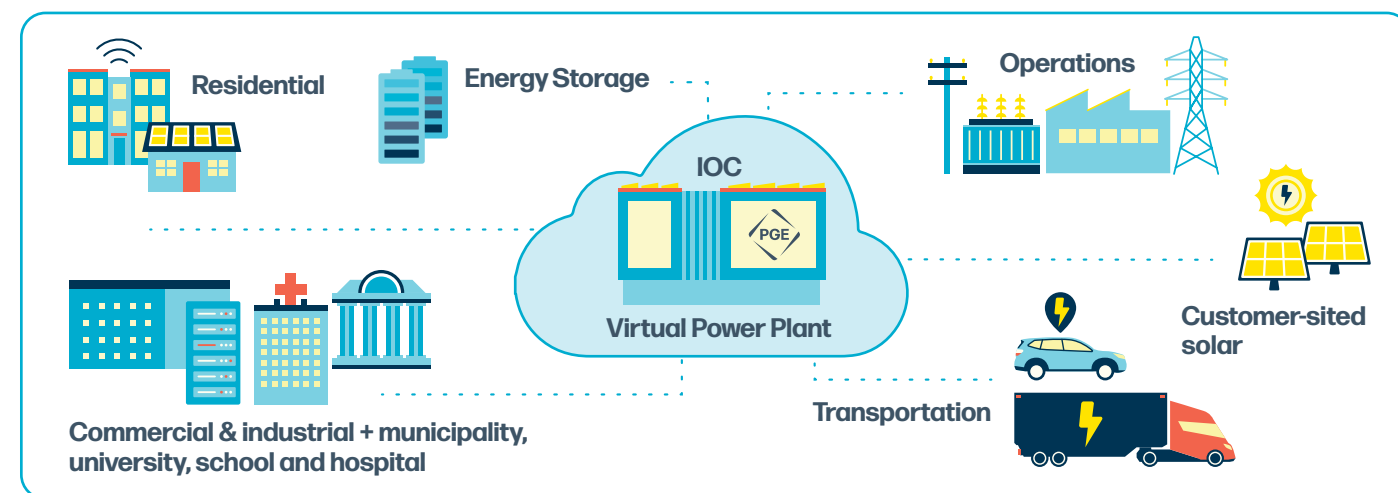 Residential
Energy Storage
Operations
IOC
PGE
Virtual Power Plant
Customer-sited
solar
Transportation
Commercial & industrial + municipality,
university, school and hospital